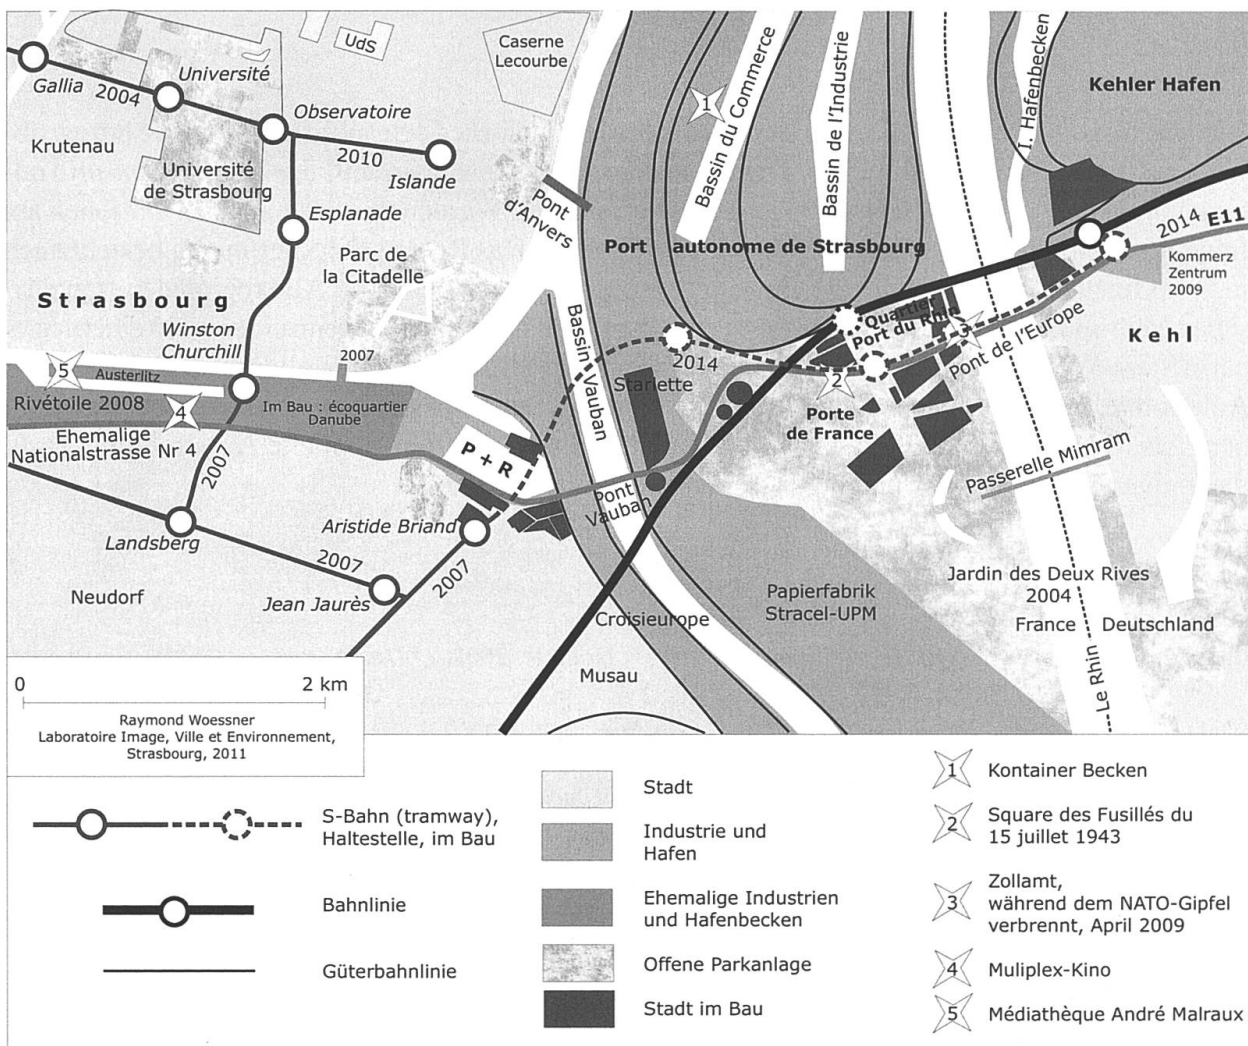 UdS
Caserne
Lecourbe
Gallia
2004
Université
Observatoire
Krutenau
Université
de Strasbourg
2010
Islande
Esplanade
Pont
d'Anvers
Parc de
la Citadelle
Strasbourg
Winston
Churchill
2007
5
Austerlitz
Rivétoile 2008
4
Im Bau : écoquartier
Danube
Ehemalige
Nationalstrasse Nr 4
2007
P + R
Landsberg
Aristide Briand
2007
2007
Jean Jaurès
Neudorf
1
Bassin du Commerce
Bassin de l'Industrie
I. Hafenbecken
Kehler Hafen
Port autonome de Strasbourg
Bassin Vauban
2014
Starlette
Quartier
Port du Rhin
3
2
Porte
de France
Pont de l'Europe
2014
E11
Kommerz
Zentrum
2009
Kehl
Pont
Vauban
Passerelle Mimram
Papierfabrik
Stracel-UPM
Jardin des Deux Rives
2004
France
Deutschland
Le Rhin
Croisieurope
Musau
0
2 km
Raymond Woessner
Laboratoire Image, Ville et Environnement,
Strasbourg, 2011
S-Bahn (tramway),
Haltestelle, im Bau
Bahnlinie
Güterbahnlinie
Stadt
Industrie und
Hafen
Ehemalige Industrien
und Hafenbecken
Offene Parkanlage
Stadt im Bau
1 Kontainer Becken
2 Square des Fusillés du
15 juillet 1943
3 Zollamt,
während dem NATO-Gipfel
verbrennt, April 2009
4 Muliplex-Kino
5 Médiathèque André Malraux